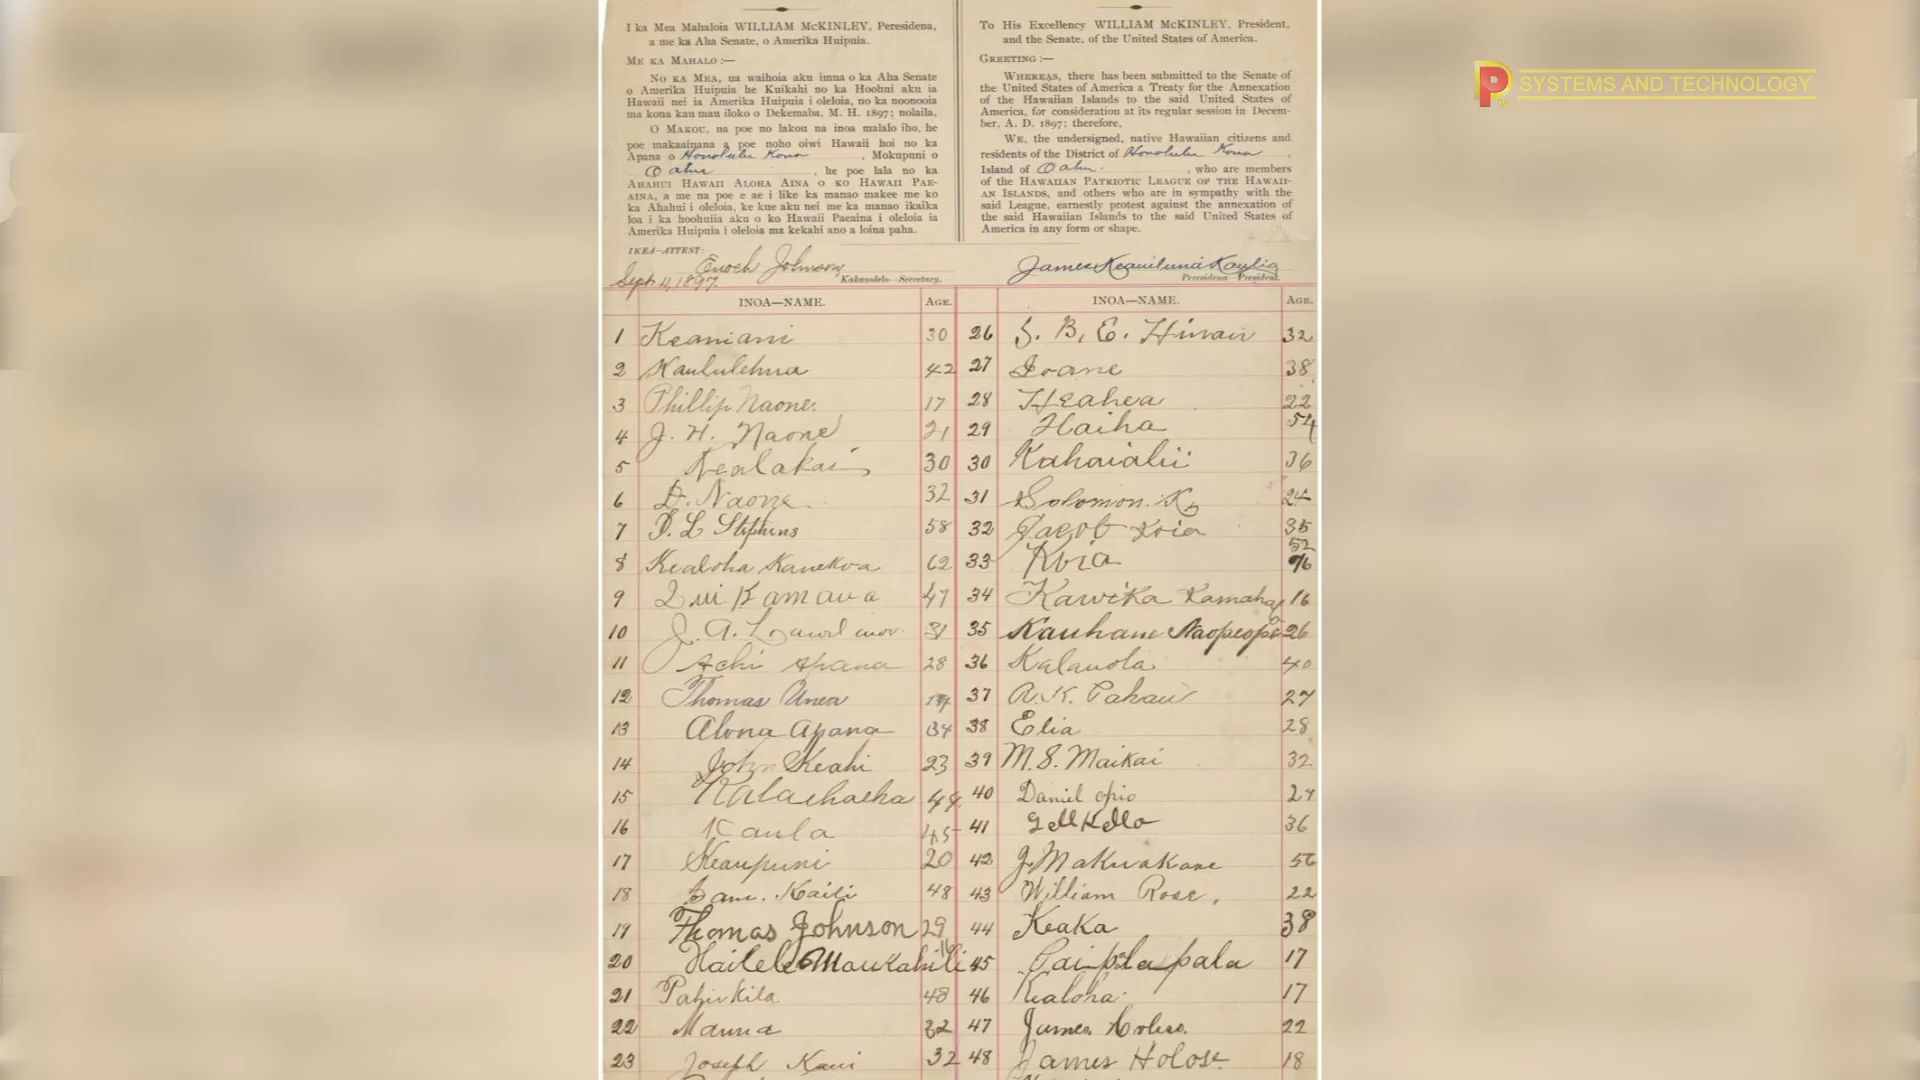 I ka Mea Mahaloia WILLIAM McKINLEY, Peresidena,
a me ka Aha Senate, o Amerika Huipuia.
ME KA MAHALO :—
NO KA MEA, ua waihoia aku imua o ka Aha Senate
o Amerika Huipuia he Kuikahi no ka Hoohui aku ia
Hawaii nei ia Amerika Huipuia i oleloia, no ka noonooia
ma kona kau mau iloko o Dekemaba, M. H. 1897; nolaila,
O MAKOU, na poe no lakou na inoa malalo iho, he
poe makaainana a poe noho oiwi Hawaii hoi no ka
Apana o Honolulu Kona, Mokupuni o
Oahu, he poe lala no ka
AHAHUI HAWAII ALOHA AINA O KO HAWAII PAE-
AINA, a me na poe e ae i like ka manao makee me ko
ka Ahahui i oleloia, ke kue aku nei me ka manao ikaika
loa i ka hoohuiia aku o ko Hawaii Paeaina i oleloia ia
Amerika Huipuia i oleloia ma kekahi ano a loina paha.
IKEA—ATTEST:
Enoch Johnson
Sept. 11, 1897.
Kakauolelo—Secretary.
To His Excellency WILLIAM McKINLEY, President,
and the Senate, of the United States of America.
GREETING :—
WHEREAS, there has been submitted to the Senate of
the United States of America a Treaty for the Annexation
of the Hawaiian Islands to the said United States of
America, for consideration at its regular session in Decem-
ber, A. D. 1897; therefore,
WE, the undersigned, native Hawaiian citizens and
residents of the District of Honolulu Kona,
Island of Oahu, who are members
of the HAWAIIAN PATRIOTIC LEAGUE OF THE HAWAII-
AN ISLANDS, and others who are in sympathy with the
said League, earnestly protest against the annexation of
the said Hawaiian Islands to the said United States of
America in any form or shape.
James Keauiluna Kaulia
Peresidena—President.
INOA—NAME. AGE.
1 Keaniani 30
2 Kaululehua 42
3 Phillip Naone. 17
4 J. H. Naone 21
5 Kealakai 30
6 D. Naone 32
7 D. L Stephens 58
8 Kealoha Kanekoa 62
9 Lui Kamaua 47
10 J. A. 31
11 Achi Apana 28
12 Thomas Unea
13 Alona Apana 34
14 John Keahi 23
15
16 Kaula 45
17 Keaupuni 20
18 Sam. Kaili 48
19 Thomas Johnson 29
20 Maukahili 16
21 48
22 Manna 32
23 Joseph Kaui 32
INOA—NAME. AGE.
26 S. B. E. 32
27 Ioane 38
28 Heahea 22
29 Haiha 54
30 Kahaialii 36
31 Solomon. K. 24
32 Jacob Koia 35
33 Koia 52
34 Kawika 16
35 Kauhane Naopeope 26
36 Kalauola 40
37 R. K. Pahau 27
38 Elia 28
39 M. S. Maikai 32
40 Daniel opio
41 36
42 J. Makuakane 56
43 William Rose, 22
44 Keaka 38
45 17
46 Kealoha 17
47 James 22
48 James Holose 18
PR
TV
SYSTEMS AND TECHNOLOGY